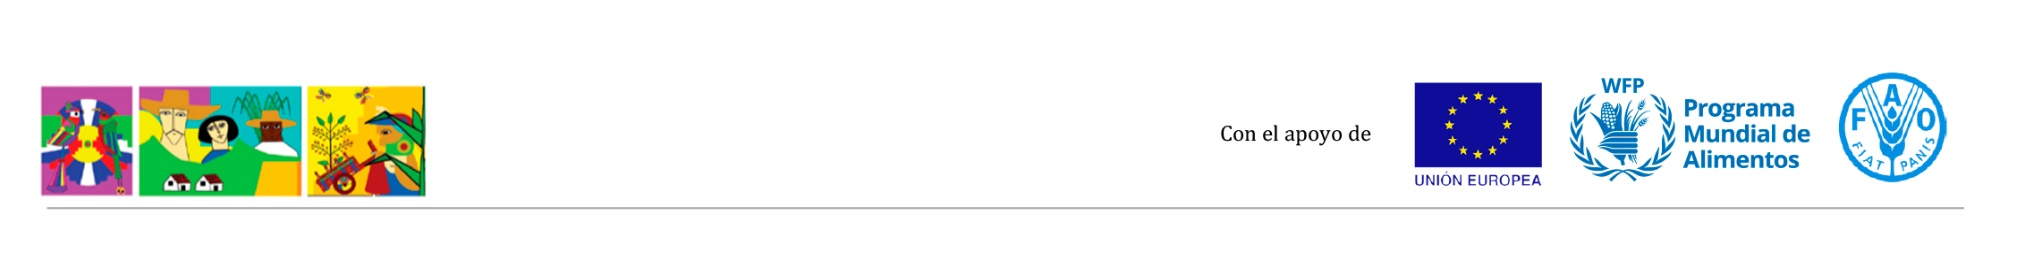 Con el apoyo de
UNIÓN EUROPEA
WFP
Programa
Mundial de
Alimentos
F A O
FIAT PANIS